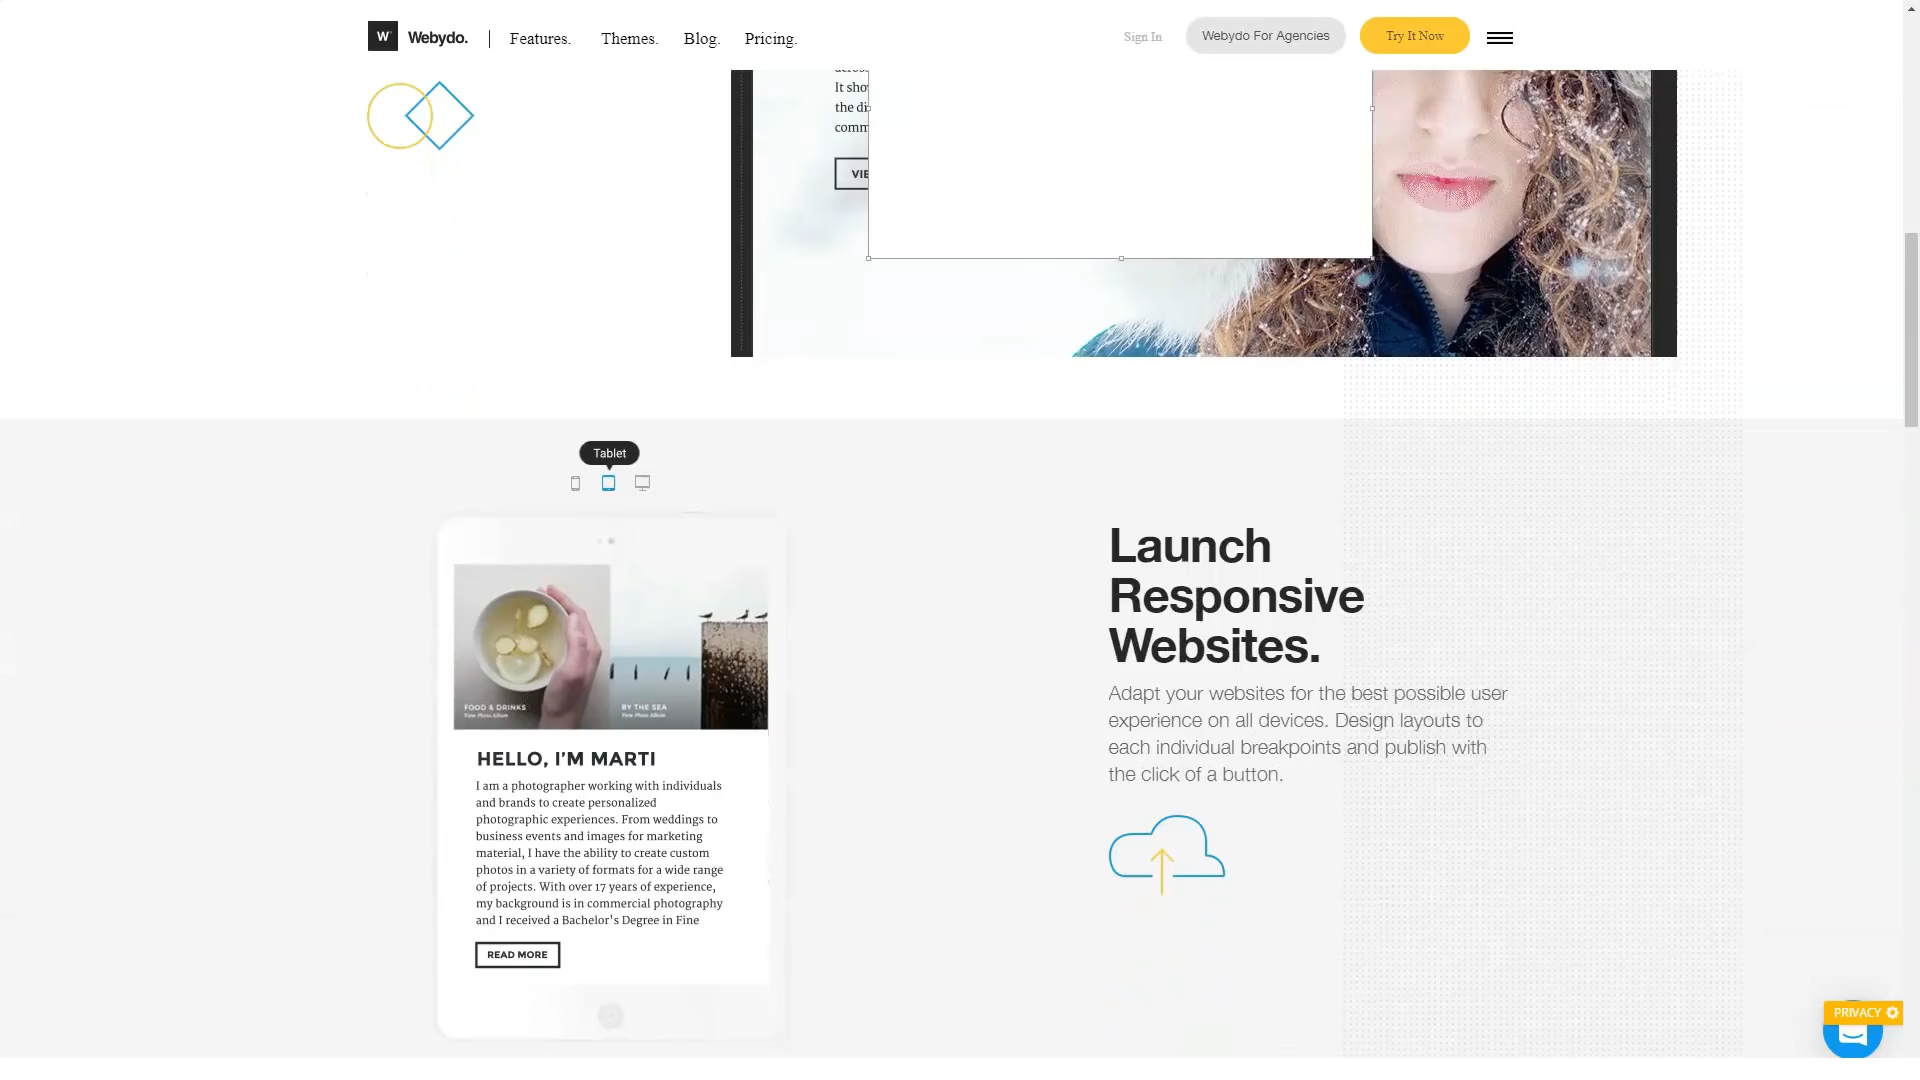 W Webydo. Features. Themes. Blog. Pricing. Sign In Webydo For Agencies Try It Now
It sho
the di
comm
VIE
Tablet
FOOD & DRINKS
View Photo Album
BY THE SEA
View Photo Album
HELLO, I'M MARTI
I am a photographer working with individuals
and brands to create personalized
photographic experiences. From weddings to
business events and images for marketing
material, I have the ability to create custom
photos in a variety of formats for a wide range
of projects. With over 17 years of experience,
my background is in commercial photography
and I received a Bachelor's Degree in Fine
READ MORE
Launch
Responsive
Websites.
Adapt your websites for the best possible user
experience on all devices. Design layouts to
each individual breakpoints and publish with
the click of a button.
PRIVACY